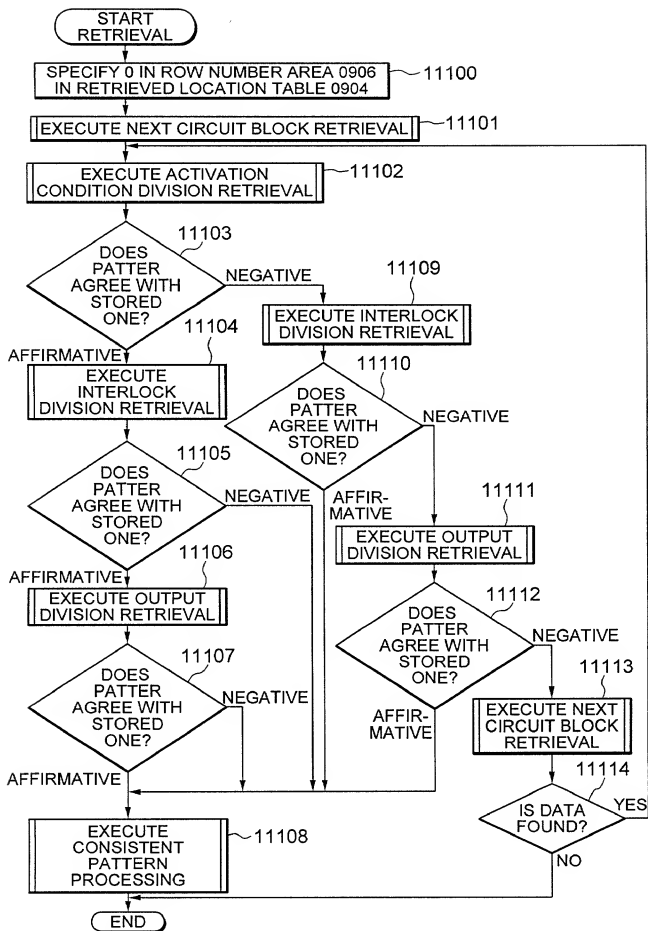 START
RETRIEVAL
SPECIFY 0 IN ROW NUMBER AREA 0906
IN RETRIEVED LOCATION TABLE 0904
11100
EXECUTE NEXT CIRCUIT BLOCK RETRIEVAL
11101
EXECUTE ACTIVATION
CONDITION DIVISION RETRIEVAL
11102
11103
DOES
PATTER
AGREE WITH
STORED
ONE?
NEGATIVE
AFFIRMATIVE
11104
EXECUTE
INTERLOCK
DIVISION RETRIEVAL
11105
DOES
PATTER
AGREE WITH
STORED
ONE?
NEGATIVE
AFFIRMATIVE
11106
EXECUTE OUTPUT
DIVISION RETRIEVAL
11107
DOES
PATTER
AGREE WITH
STORED
ONE?
NEGATIVE
AFFIRMATIVE
EXECUTE
CONSISTENT
PATTERN
PROCESSING
11108
END
11109
EXECUTE INTERLOCK
DIVISION RETRIEVAL
11110
DOES
PATTER
AGREE WITH
STORED
ONE?
NEGATIVE
AFFIR-
MATIVE
11111
EXECUTE OUTPUT
DIVISION RETRIEVAL
11112
DOES
PATTER
AGREE WITH
STORED
ONE?
NEGATIVE
AFFIR-
MATIVE
11113
EXECUTE NEXT
CIRCUIT BLOCK
RETRIEVAL
11114
IS DATA
FOUND?
YES
NO